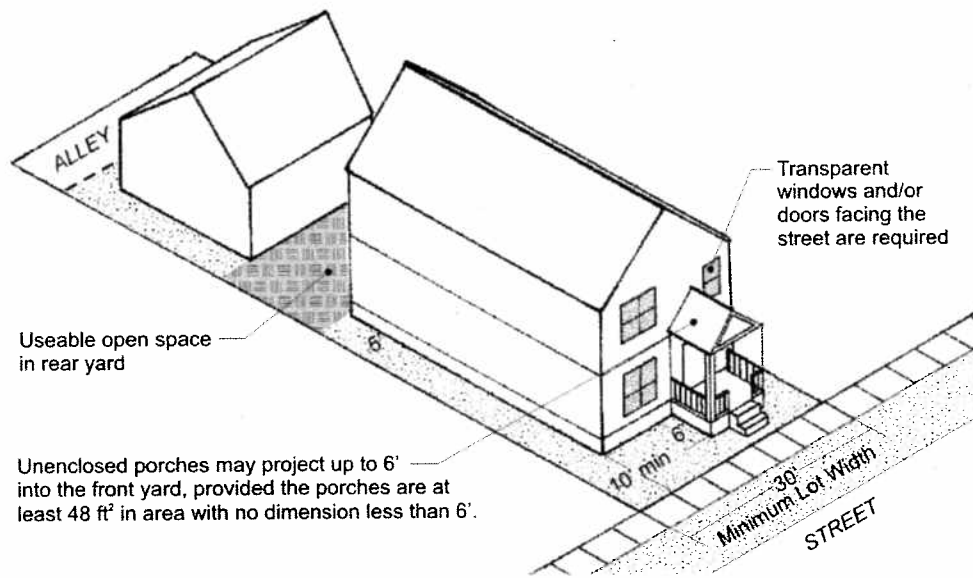 ALLEY
Transparent
windows and/or
doors facing the
street are required
Useable open space
in rear yard
6'
Unenclosed porches may project up to 6'
into the front yard, provided the porches are at
least 48 ft² in area with no dimension less than 6'.
6'
10' min
30'
Minimum Lot Width
STREET